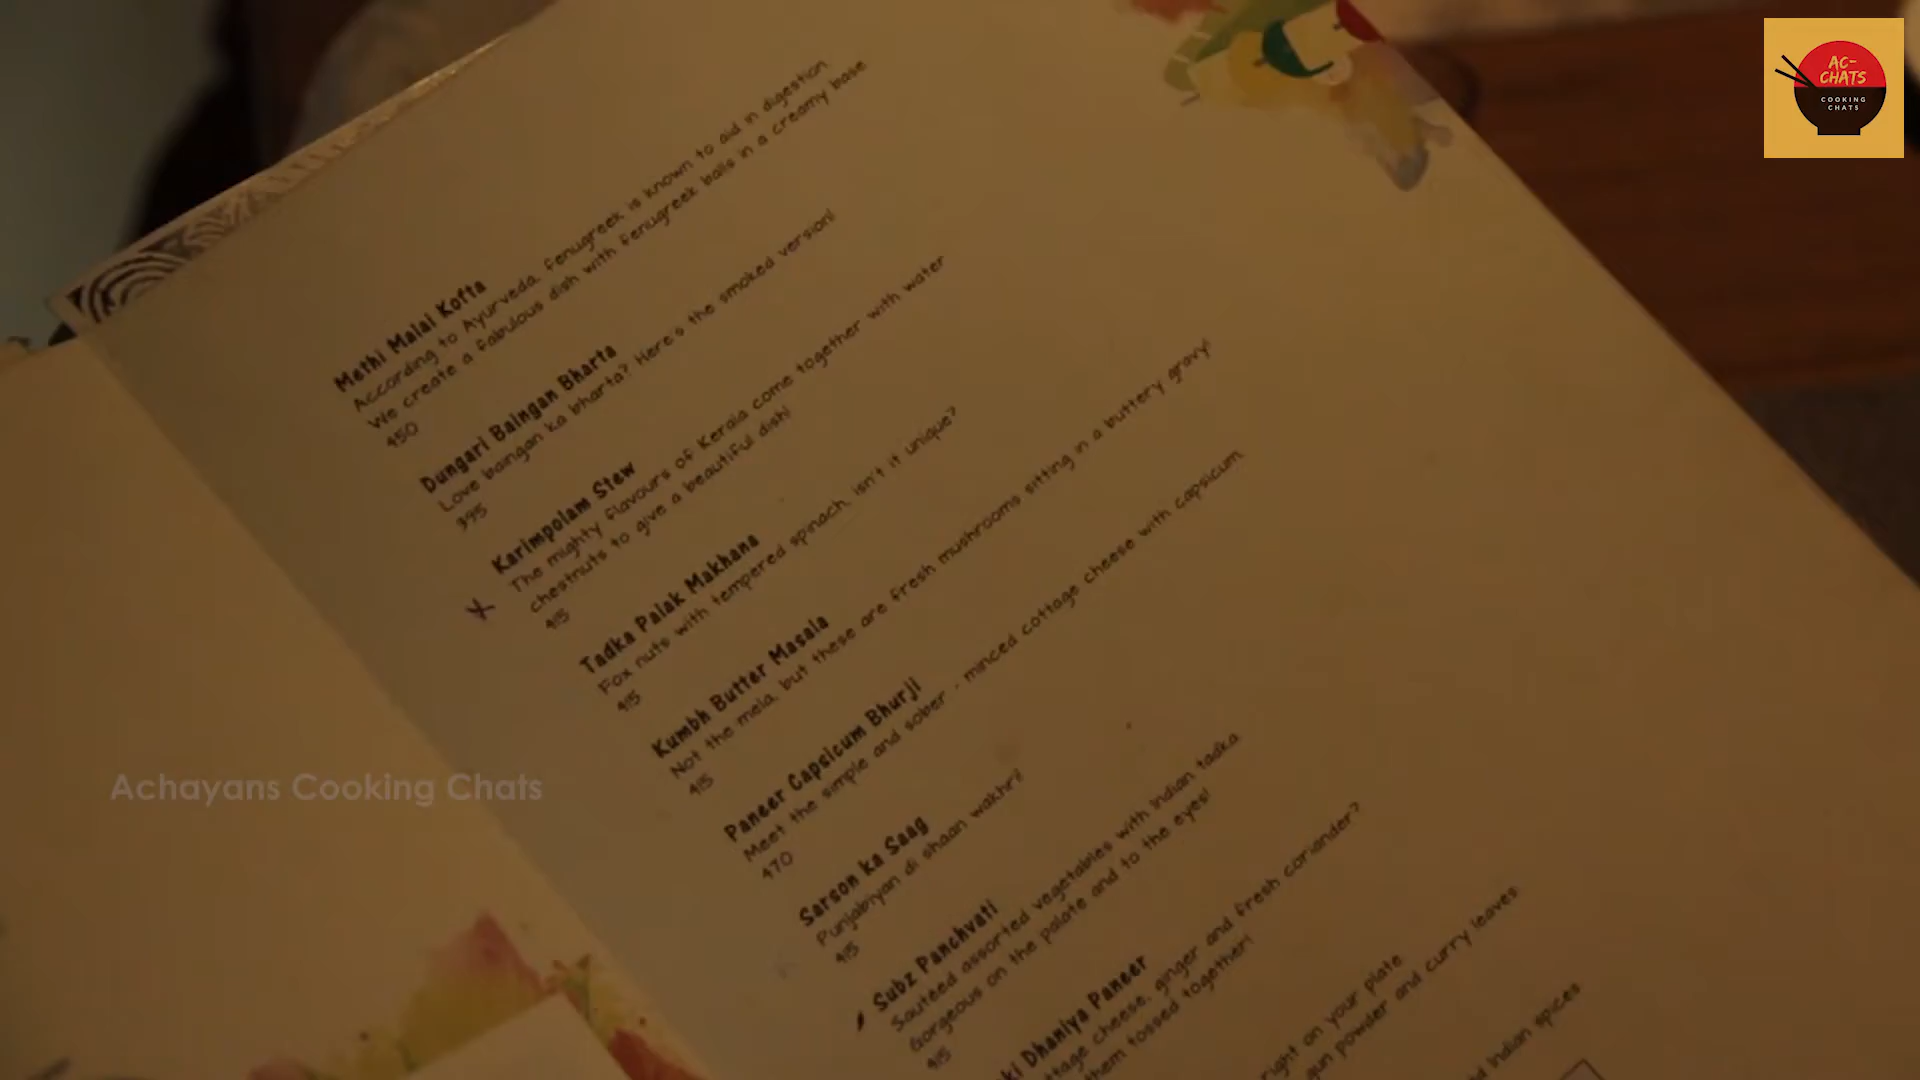 AC-
CHATS
COOKING
CHATS
Methi Malai Kofta
According to Ayurveda, fenugreek is known to aid in digestion.
We create a fabulous dish with fenugreek balls in a creamy base
450
Dungari Baingan Bharta
Love baingan ka bharta? Here's the smoked version!
395
Karimpolam Stew
The mighty flavours of Kerala come together with water
chestnuts to give a beautiful dish!
415
Tadka Palak Makhana
Fox nuts with tempered spinach, isn't it unique?
415
Kumbh Butter Masala
Not the mela, but these are fresh mushrooms sitting in a buttery gravy!
415
Paneer Capsicum Bhurji
Meet the simple and sober - minced cottage cheese with capsicum.
470
Sarson ka Saag
Punjabiyan di shaan wakhri!
415
Subz Panchvati
Sauteed assorted vegetables with Indian tadka
Gorgeous on the palate and to the eyes!
415
ki Dhaniya Paneer
ttage cheese, ginger and fresh coriander?
them tossed together!
right on your plate
gun powder and curry leaves
Indian spices
Achayans Cooking Chats